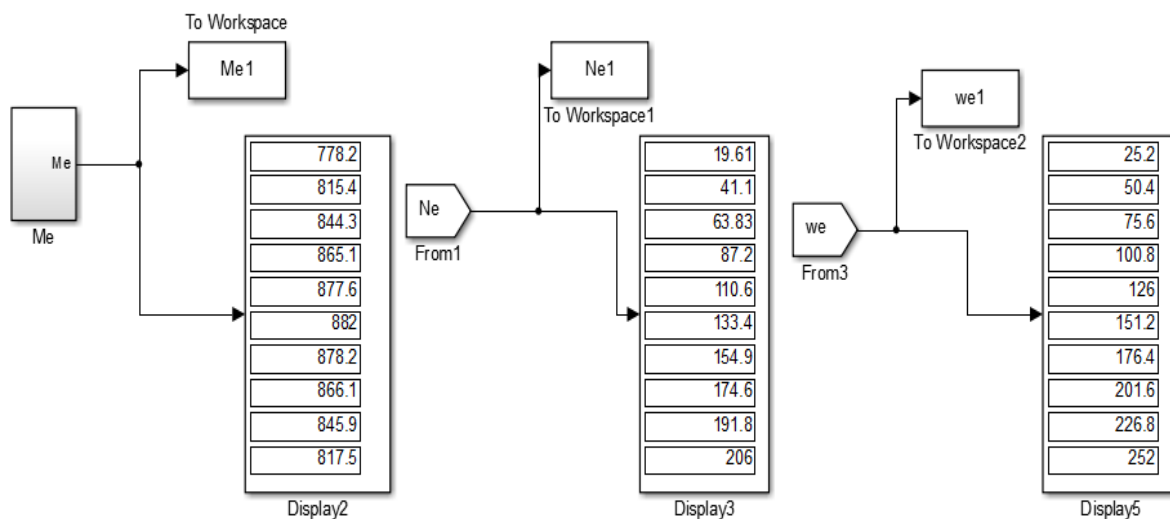 To Workspace
Me1
Me
Me
778.2
815.4
844.3
865.1
877.6
882
878.2
866.1
845.9
817.5
Display2
Ne1
To Workspace1
Ne
From1
19.61
41.1
63.83
87.2
110.6
133.4
154.9
174.6
191.8
206
Display3
we1
To Workspace2
we
From3
25.2
50.4
75.6
100.8
126
151.2
176.4
201.6
226.8
252
Display5